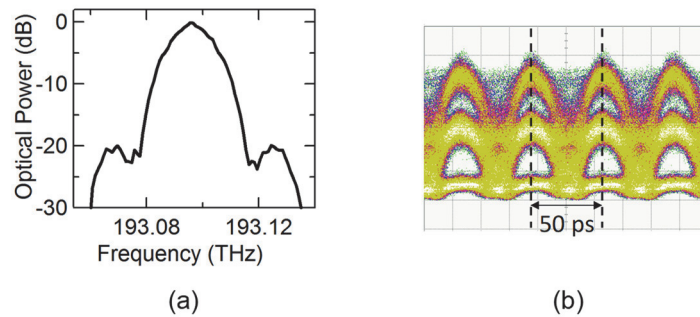 Optical Power (dB)
0
-10
-20
-30
193.08
193.12
Frequency (THz)
(a)
50 ps
(b)